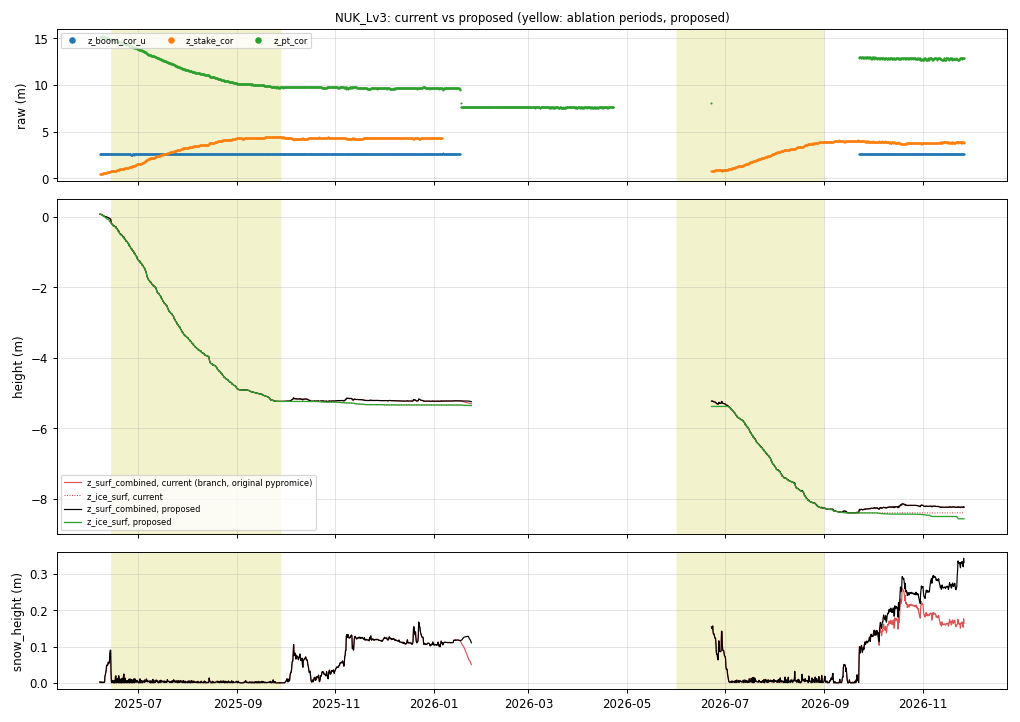 NUK_Lv3: current vs proposed (yellow: ablation periods, proposed)
z_boom_cor_u z_stake_cor z_pt_cor
15
10
5
0
raw (m)
0
−2
−4
−6
−8
height (m)
z_surf_combined, current (branch, original pypromice)
z_ice_surf, current
z_surf_combined, proposed
z_ice_surf, proposed
0.3
0.2
0.1
0.0
snow_height (m)
2025-07 2025-09 2025-11 2026-01 2026-03 2026-05 2026-07 2026-09 2026-11